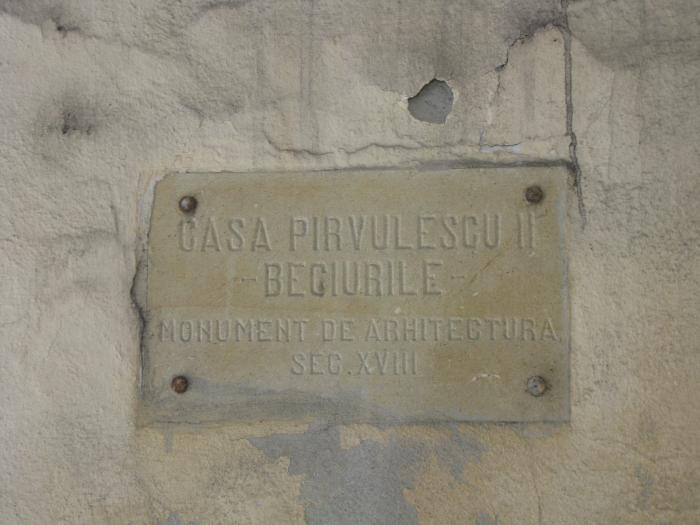 CASA PIRVULESCU II
-BECIURILE-
MONUMENT DE ARHITECTURA
SEC. XVIII